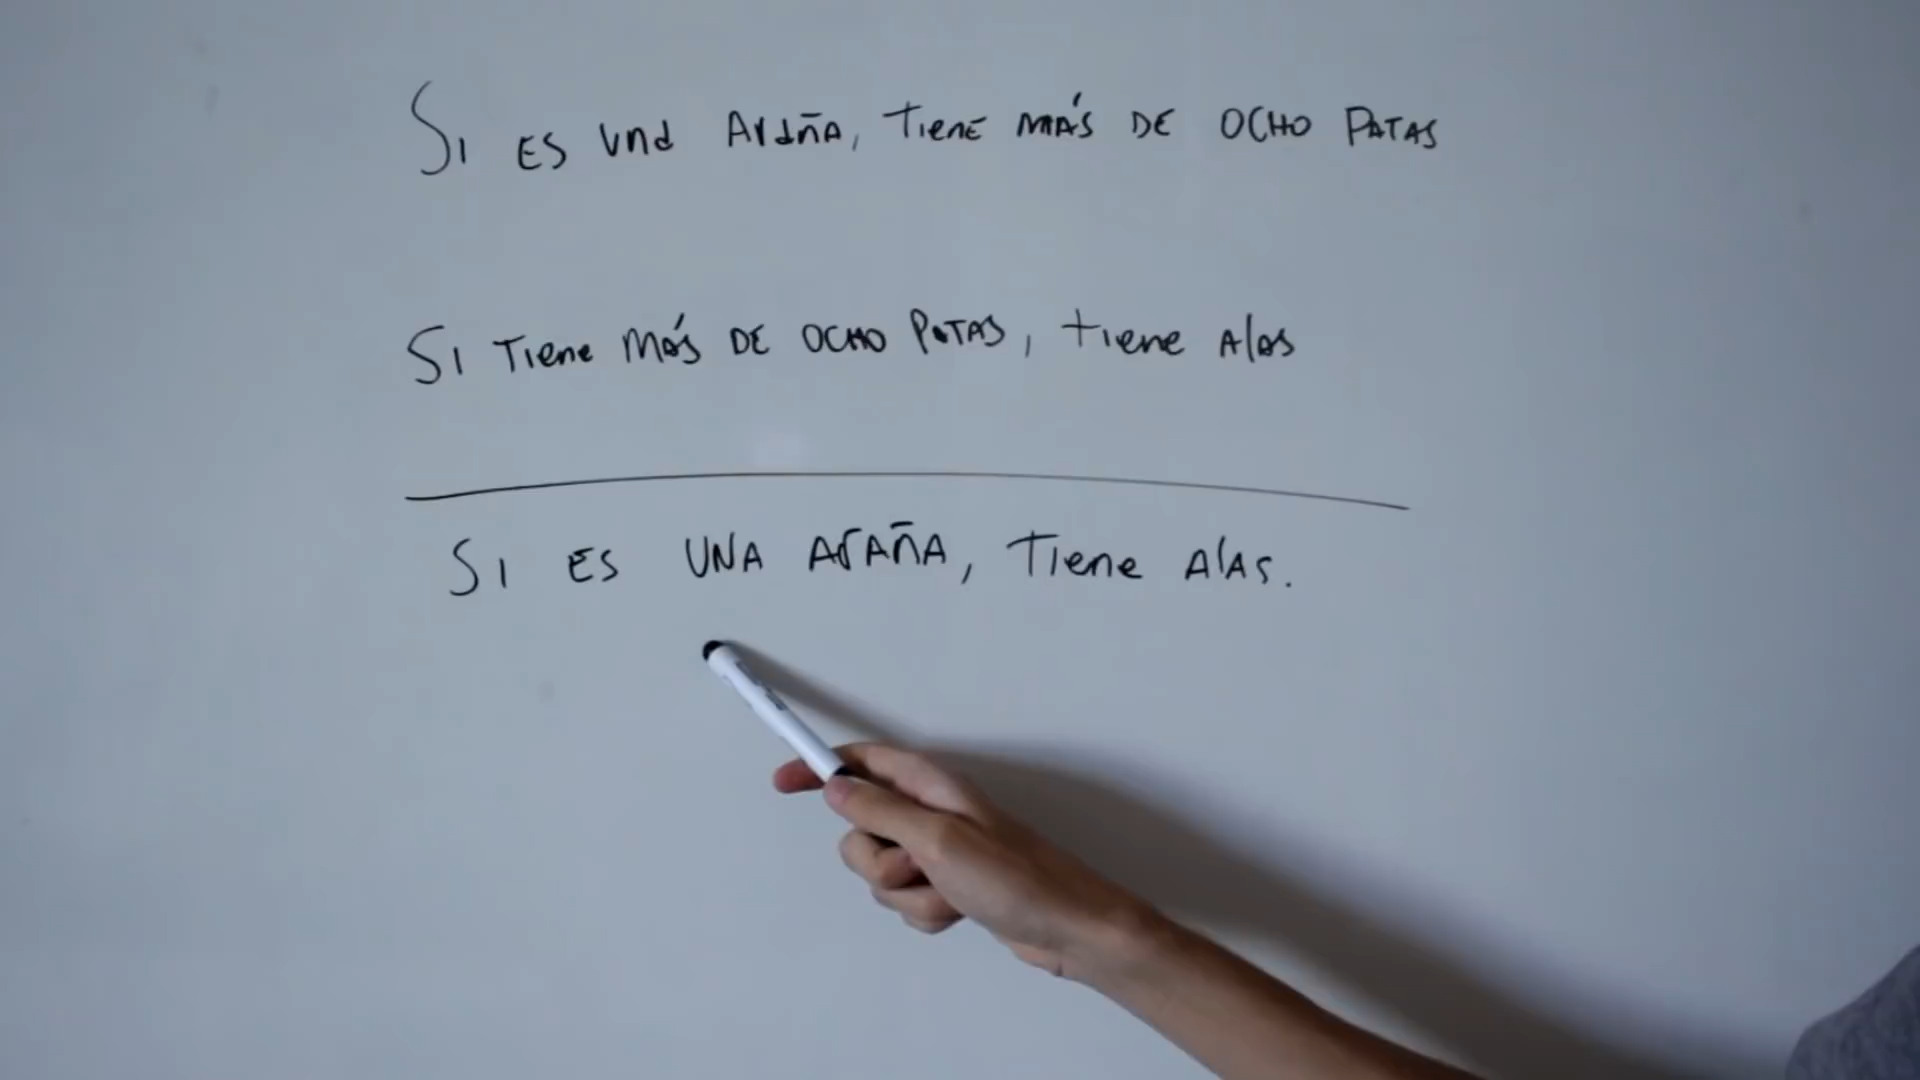 Si ES una Araña, Tiene MÁS DE OCHO PATAS
Si Tiene Más DE OCHO PATAS, tiene Alas
Si ES UNA ArAñA, Tiene AlAs.